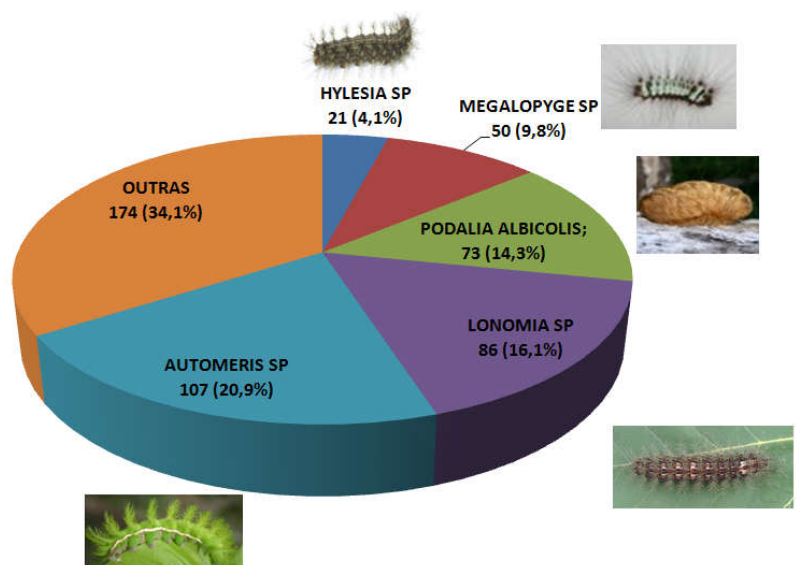 HYLESIA SP
21 (4,1%)
MEGALOPYGE SP
50 (9,8%)
OUTRAS
174 (34,1%)
PODALIA ALBICOLIS;
73 (14,3%)
LONOMIA SP
86 (16,1%)
AUTOMERIS SP
107 (20,9%)